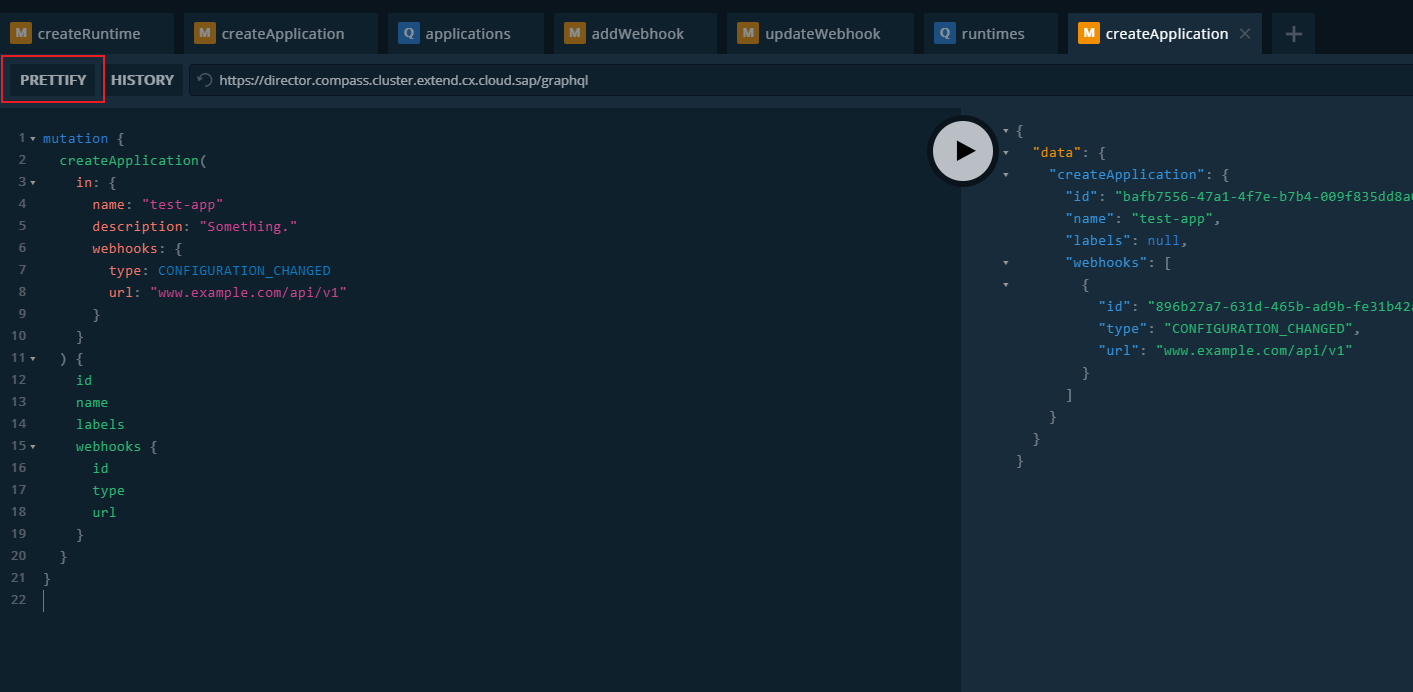 M createRuntime
M createApplication
Q applications
M addWebhook
M updateWebhook
Q runtimes
M createApplication ×
+
PRETTIFY
HISTORY
https://director.compass.cluster.extend.cx.cloud.sap/graphql
1 mutation {
2 createApplication(
3 in: {
4 name: "test-app"
5 description: "Something."
6 webhooks: {
7 type: CONFIGURATION_CHANGED
8 url: "www.example.com/api/v1"
9 }
10 }
11 ) {
12 id
13 name
14 labels
15 webhooks {
16 id
17 type
18 url
19 }
20 }
21 }
22
{
"data": {
"createApplication": {
"id": "bafb7556-47a1-4f7e-b7b4-009f835dd8a
"name": "test-app",
"labels": null,
"webhooks": [
{
"id": "896b27a7-631d-465b-ad9b-fe31b42
"type": "CONFIGURATION_CHANGED",
"url": "www.example.com/api/v1"
}
]
}
}
}